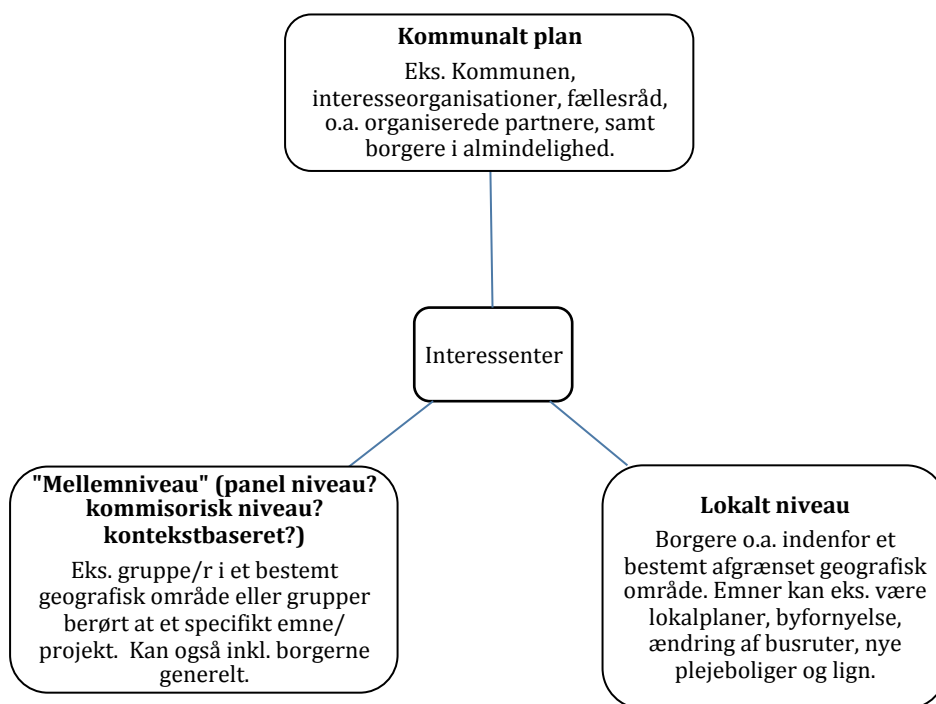 Kommunalt plan
Eks. Kommunen,
interesseorganisationer, fællesråd,
o.a. organiserede partnere, samt
borgere i almindelighed.
Interessenter
"Mellemniveau" (panel niveau?
kommisorisk niveau?
kontekstbaseret?)
Eks. gruppe/r i et bestemt
geografisk område eller grupper
berørt at et specifikt emne/
projekt.  Kan også inkl. borgerne
generelt.
Lokalt niveau
Borgere o.a. indenfor et
bestemt afgrænset geografisk
område. Emner kan eks. være
lokalplaner, byfornyelse,
ændring af busruter, nye
plejeboliger og lign.